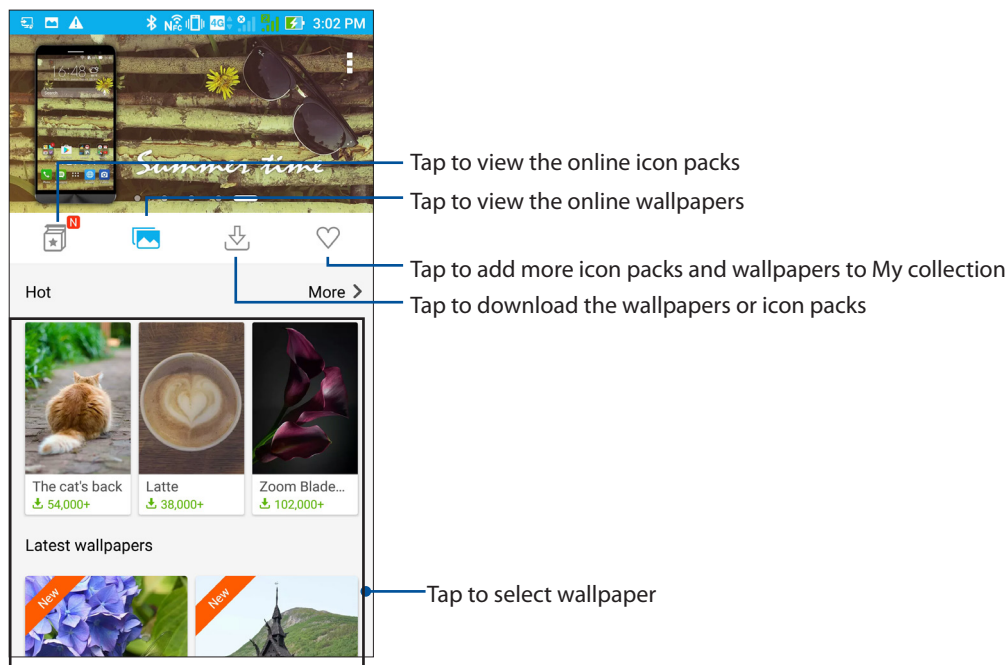 NFC 4G 3:02 PM
16:48
Search
Summer time
Tap to view the online icon packs
Tap to view the online wallpapers
N
Tap to add more icon packs and wallpapers to My collection
Hot More
Tap to download the wallpapers or icon packs
The cat's back Latte Zoom Blade...
54,000+ 38,000+ 102,000+
Latest wallpapers
New New
Tap to select wallpaper